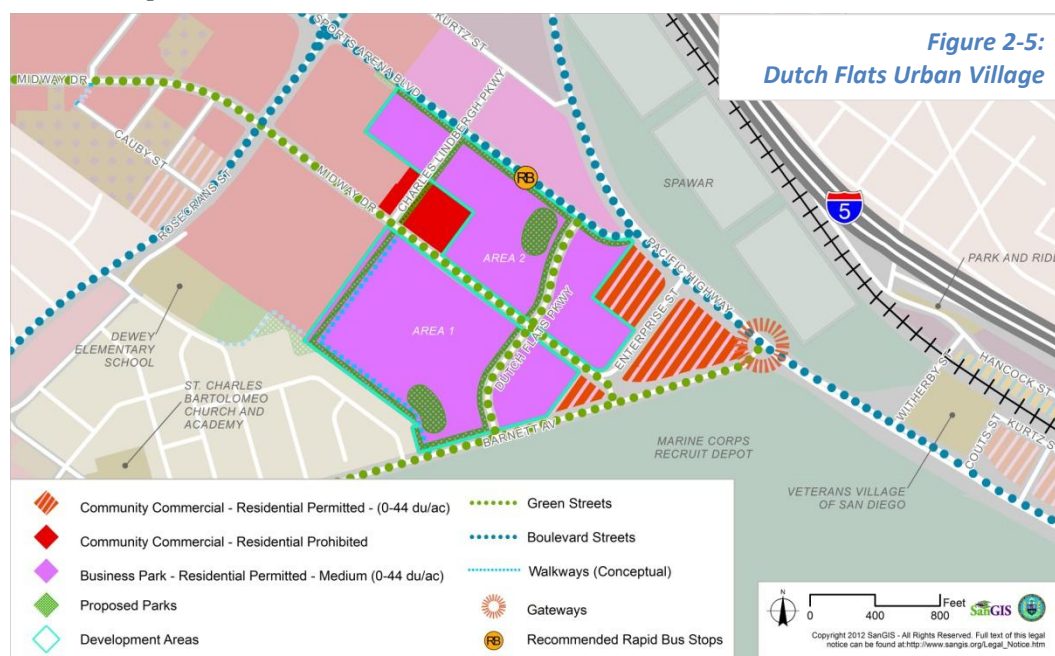 Figure 2-5:
Dutch Flats Urban Village
MIDWAY DR
SPORTS ARENA BLVD
KURTZ ST
CHARLES LINDBERGH PKWY
CAUBY ST
ROSECRANS ST
MIDWAY DR
RB
SPAWAR
5
PARK AND RIDE
AREA 2
PACIFIC HIGHWAY
AREA 1
DUTCH FLATS PKWY
ENTERPRISE ST
DEWEY
ELEMENTARY
SCHOOL
ST. CHARLES
BARTOLOMEO
CHURCH AND
ACADEMY
BARNETT AV
MARINE CORPS
RECRUIT DEPOT
WITHERBY ST
HANCOCK ST
COUTS ST
KURTZ S
VETERANS VILLAGE
OF SAN DIEGO
Community Commercial - Residential Permitted - (0-44 du/ac)
Community Commercial - Residential Prohibited
Business Park - Residential Permitted - Medium (0-44 du/ac)
Proposed Parks
Development Areas
Green Streets
Boulevard Streets
Walkways (Conceptual)
Gateways
RB Recommended Rapid Bus Stops
N
0 400 800 Feet
SanGIS
Copyright 2012 SanGIS - All Rights Reserved. Full text of this legal
notice can be found at:http://www.sangis.org/Legal_Notice.htm